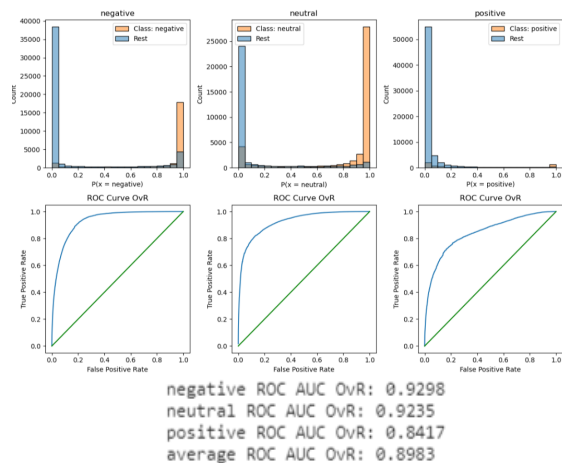 negative
neutral
positive
Class: negative
Rest
Class: neutral
Rest
Class: positive
Rest
Count
40000
35000
30000
25000
20000
15000
10000
5000
0
Count
25000
20000
15000
10000
5000
0
Count
50000
40000
30000
20000
10000
0
0.0 0.2 0.4 0.6 0.8 1.0
0.0 0.2 0.4 0.6 0.8 1.0
0.0 0.2 0.4 0.6 0.8 1.0
P(x = negative)
P(x = neutral)
P(x = positive)
ROC Curve OvR
ROC Curve OvR
ROC Curve OvR
True Positive Rate
1.0
0.8
0.6
0.4
0.2
0.0
True Positive Rate
1.0
0.8
0.6
0.4
0.2
0.0
True Positive Rate
1.0
0.8
0.6
0.4
0.2
0.0
0.0 0.2 0.4 0.6 0.8 1.0
0.0 0.2 0.4 0.6 0.8 1.0
0.0 0.2 0.4 0.6 0.8 1.0
False Positive Rate
False Positive Rate
False Positive Rate
negative ROC AUC OvR: 0.9298
neutral ROC AUC OvR: 0.9235
positive ROC AUC OvR: 0.8417
average ROC AUC OvR: 0.8983